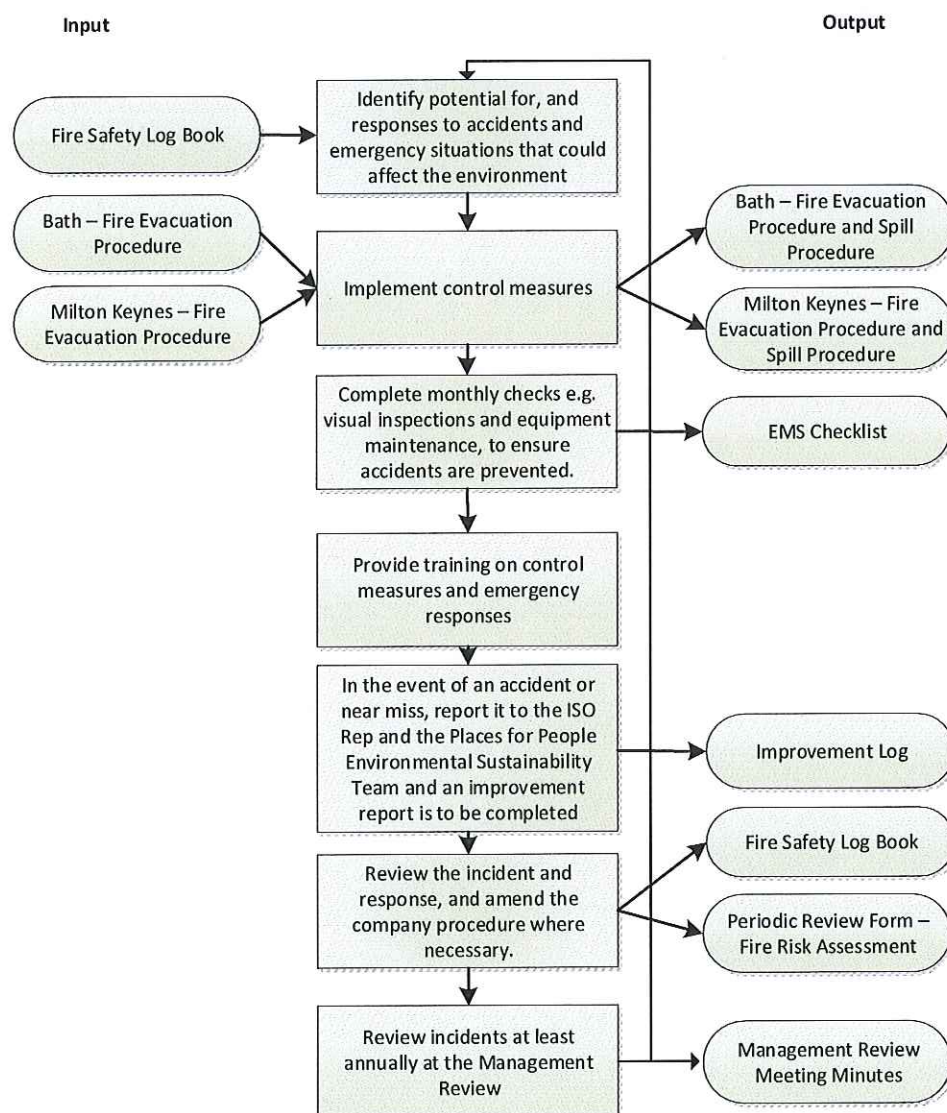 Input
Output
Identify potential for, and
responses to accidents and
emergency situations that could
affect the environment
Fire Safety Log Book
Bath – Fire Evacuation
Procedure
Milton Keynes – Fire
Evacuation Procedure
Implement control measures
Bath – Fire Evacuation
Procedure and Spill
Procedure
Milton Keynes – Fire
Evacuation Procedure and
Spill Procedure
Complete monthly checks e.g.
visual inspections and equipment
maintenance, to ensure
accidents are prevented.
EMS Checklist
Provide training on control
measures and emergency
responses
In the event of an accident or
near miss, report it to the ISO
Rep and the Places for People
Environmental Sustainability
Team and an improvement
report is to be completed
Improvement Log
Review the incident and
response, and amend the
company procedure where
necessary.
Fire Safety Log Book
Periodic Review Form –
Fire Risk Assessment
Review incidents at least
annually at the Management
Review
Management Review
Meeting Minutes